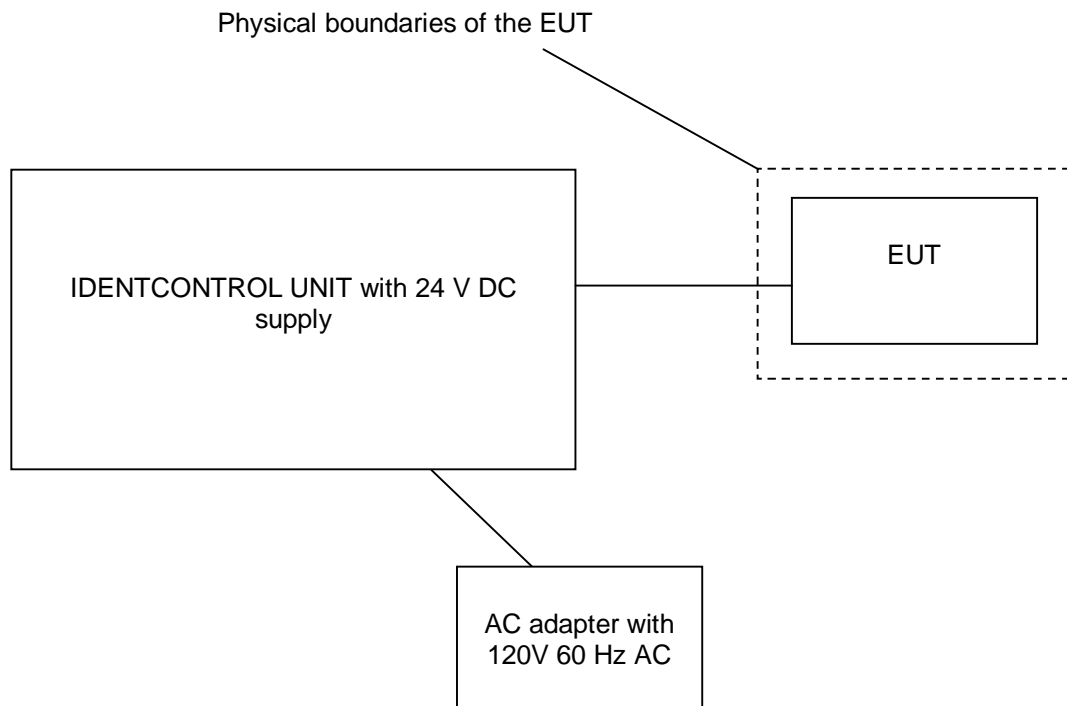 Physical boundaries of the EUT
EUT
IDENTCONTROL UNIT with 24 V DC
supply
AC adapter with
120V 60 Hz AC